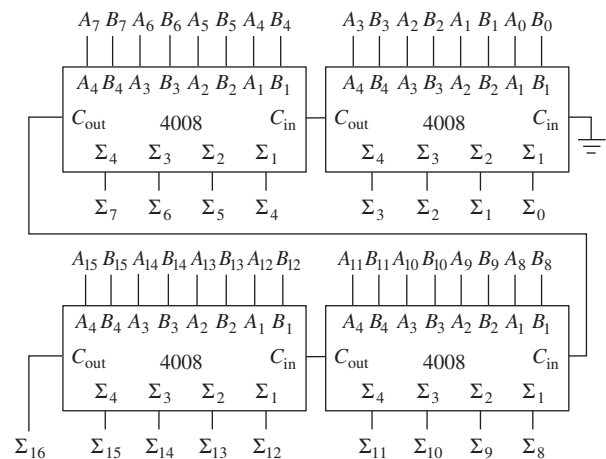 A7 B7 A6 B6 A5 B5 A4 B4 A3 B3 A2 B2 A1 B1 A0 B0
A4 B4 A3 B3 A2 B2 A1 B1 A4 B4 A3 B3 A2 B2 A1 B1
Cout 4008 Cin Cout 4008 Cin
Σ4 Σ3 Σ2 Σ1 Σ4 Σ3 Σ2 Σ1
Σ7 Σ6 Σ5 Σ4 Σ3 Σ2 Σ1 Σ0
A15 B15 A14 B14 A13 B13 A12 B12 A11 B11 A10 B10 A9 B9 A8 B8
A4 B4 A3 B3 A2 B2 A1 B1 A4 B4 A3 B3 A2 B2 A1 B1
Cout 4008 Cin Cout 4008 Cin
Σ4 Σ3 Σ2 Σ1 Σ4 Σ3 Σ2 Σ1
Σ16 Σ15 Σ14 Σ13 Σ12 Σ11 Σ10 Σ9 Σ8